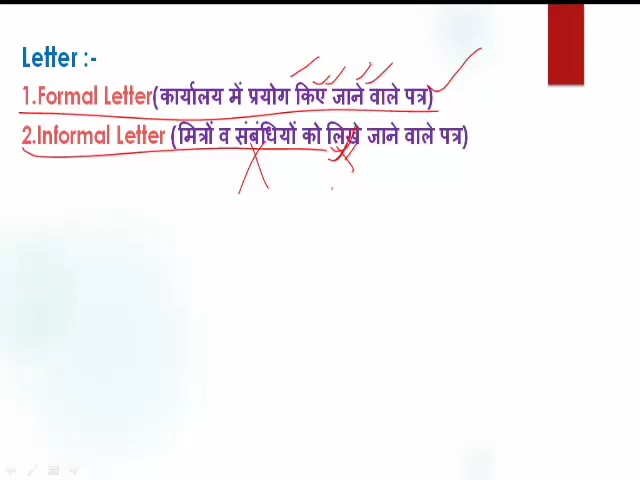 Letter :-
1.Formal Letter(कार्यालय में प्रयोग किए जाने वाले पत्र)
2.Informal Letter (मित्रों व संबंधियों को लिखे जाने वाले पत्र)